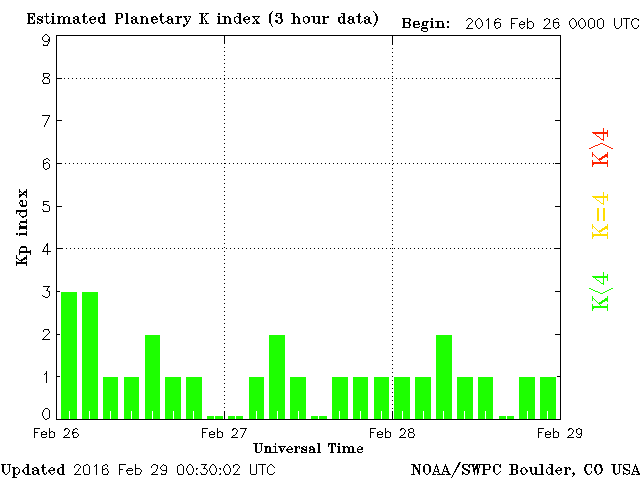 Estimated Planetary K index (3 hour data) Begin: 2016 Feb 26 0000 UTC
9
8
7
6
5
4
3
2
1
0
Kp index
K>4
K=4
K<4
Feb 26 Feb 27 Feb 28 Feb 29
Universal Time
Updated 2016 Feb 29 00:30:02 UTC NOAA/SWPC Boulder, CO USA